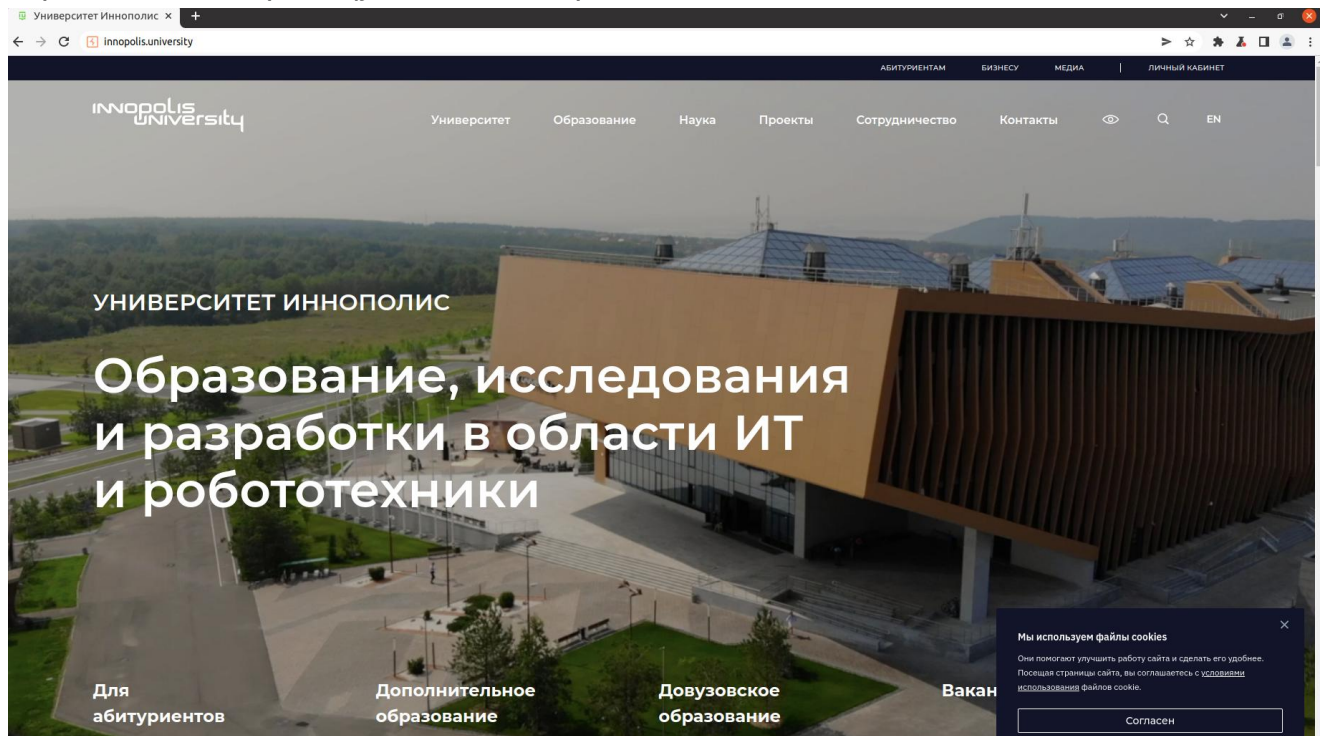 Университет Иннополис
innopolis.university
АБИТУРИЕНТАМ БИЗНЕСУ МЕДИА | ЛИЧНЫЙ КАБИНЕТ
INNOPOLIS
UNIVERSITY
Университет Образование Наука Проекты Сотрудничество Контакты EN
УНИВЕРСИТЕТ ИННОПОЛИС
Образование, исследования
и разработки в области ИТ
и робототехники
Для
абитуриентов
Дополнительное
образование
Довузовское
образование
Мы используем файлы cookies
Они помогают улучшить работу сайта и сделать его удобнее.
Посещая страницы сайта, вы соглашаетесь с условиями
использования файлов cookie.
Согласен